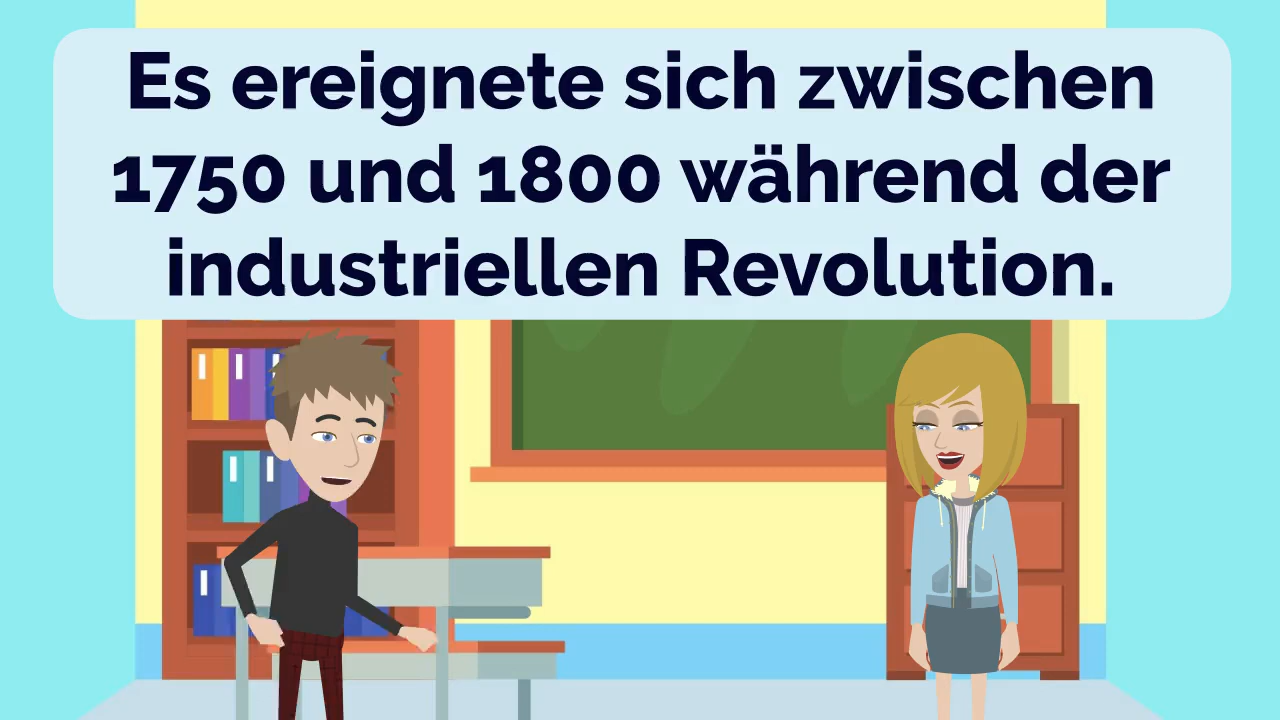 Es ereignete sich zwischen
1750 und 1800 während der
industriellen Revolution.